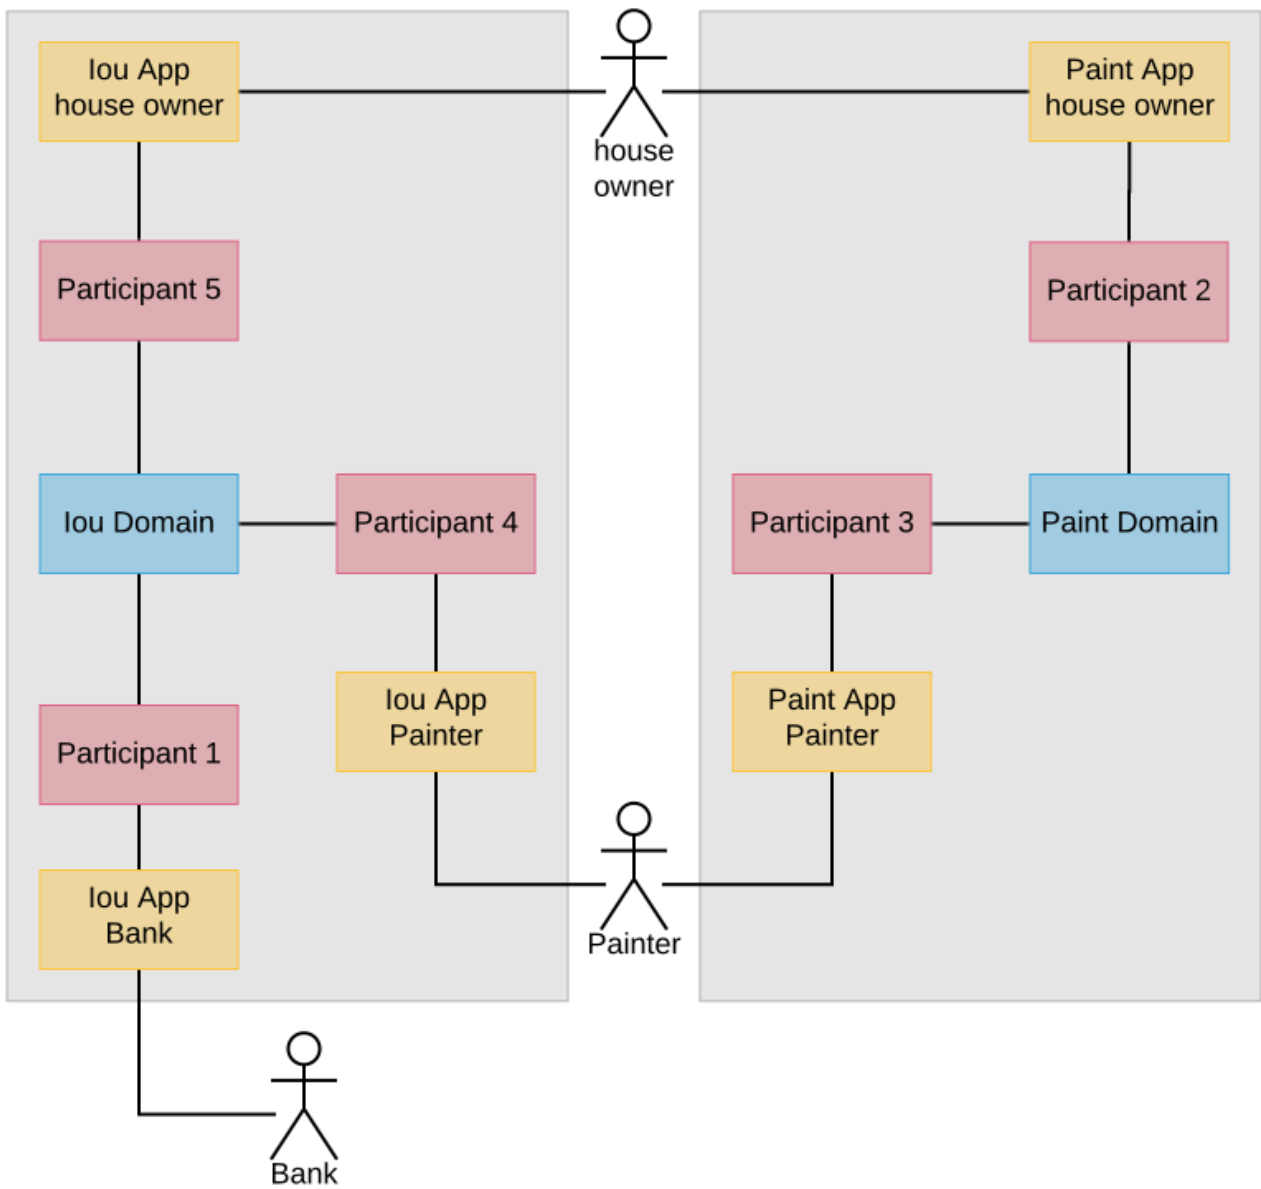 Iou App
house owner
house
owner
Paint App
house owner
Participant 5
Participant 2
Iou Domain
Participant 4
Participant 3
Paint Domain
Iou App
Painter
Paint App
Painter
Participant 1
Iou App
Bank
Painter
Bank